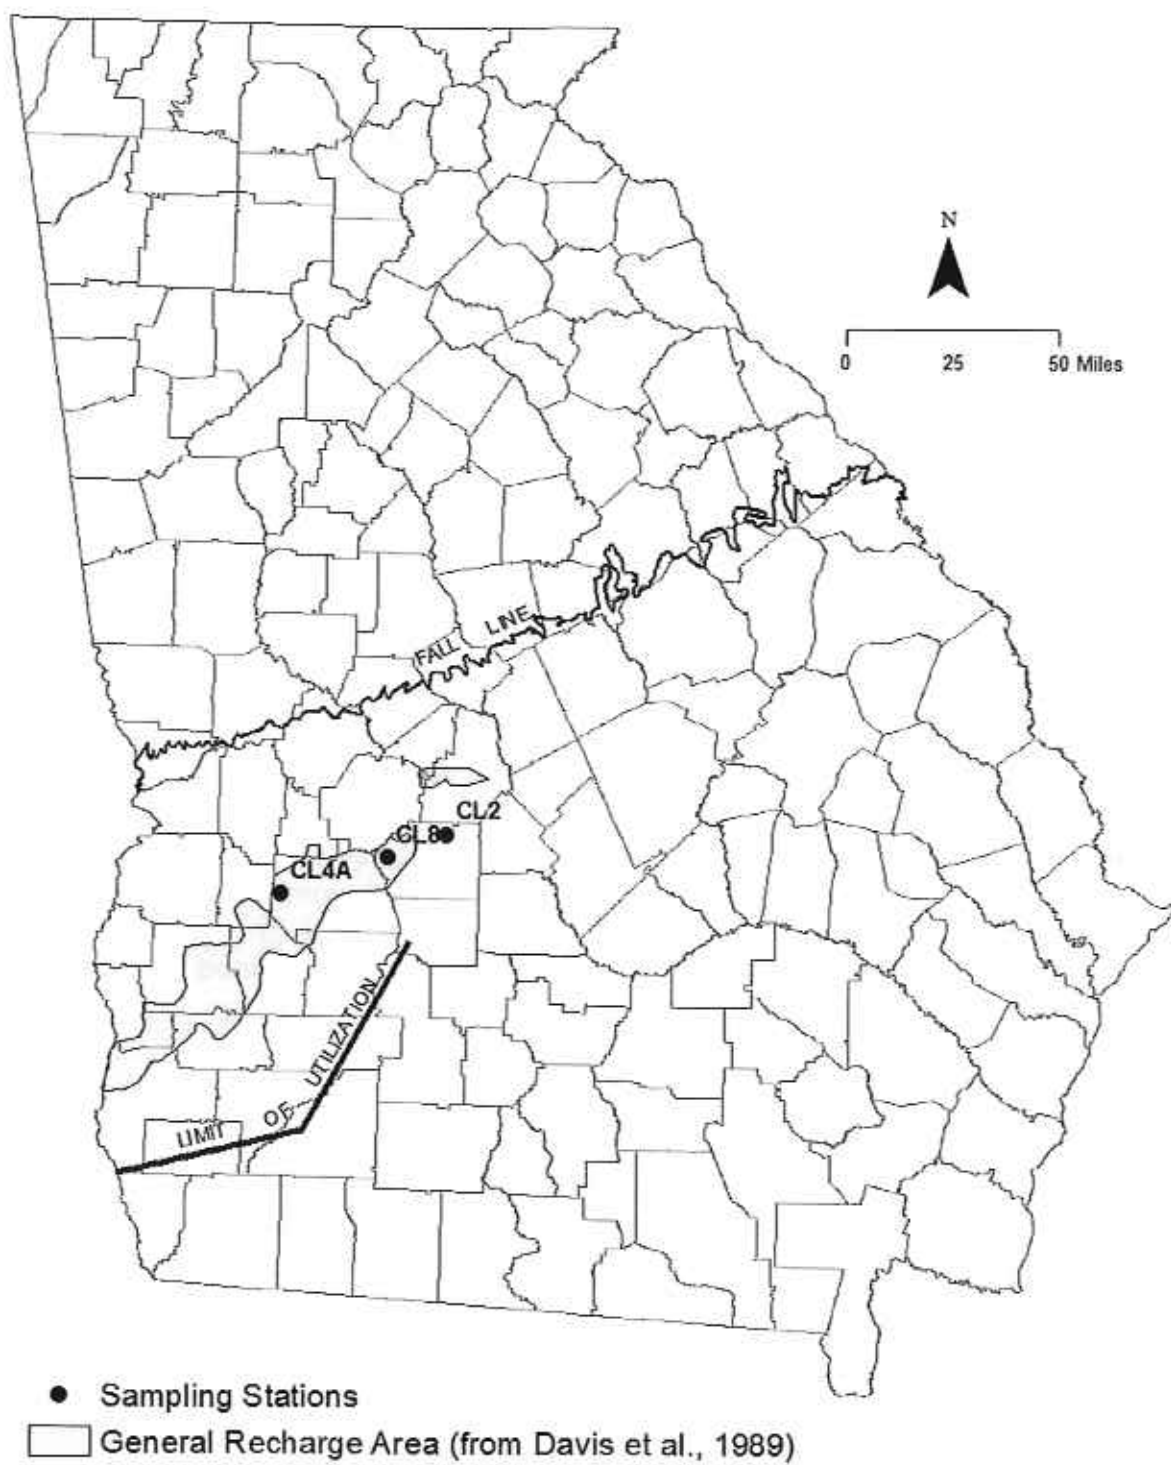 N
0 25 50 Miles
FALL LINE
CL2
CL8
CL4A
LIMIT OF UTILIZATION
Sampling Stations
General Recharge Area (from Davis et al., 1989)